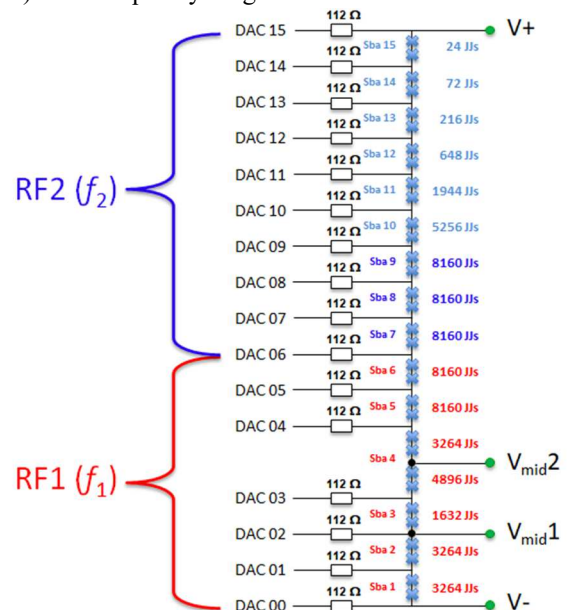 112 Ω
DAC 15 V+
Sba 15 24 JJs
112 Ω
DAC 14
Sba 14 72 JJs
112 Ω
DAC 13
Sba 13 216 JJs
112 Ω
DAC 12
Sba 12 648 JJs
112 Ω
DAC 11
RF2 (f2)
Sba 11 1944 JJs
112 Ω
DAC 10
Sba 10 5256 JJs
112 Ω
DAC 09
Sba 9 8160 JJs
112 Ω
DAC 08
Sba 8 8160 JJs
112 Ω
DAC 07
Sba 7 8160 JJs
112 Ω
DAC 06
Sba 6 8160 JJs
112 Ω
DAC 05
Sba 5 8160 JJs
112 Ω
DAC 04
3264 JJs
Sba 4 Vmid2
RF1 (f1)
4896 JJs
112 Ω
DAC 03
Sba 3 1632 JJs
112 Ω
DAC 02 Vmid1
Sba 2 3264 JJs
112 Ω
DAC 01
Sba 1 3264 JJs
112 Ω
DAC 00 V-